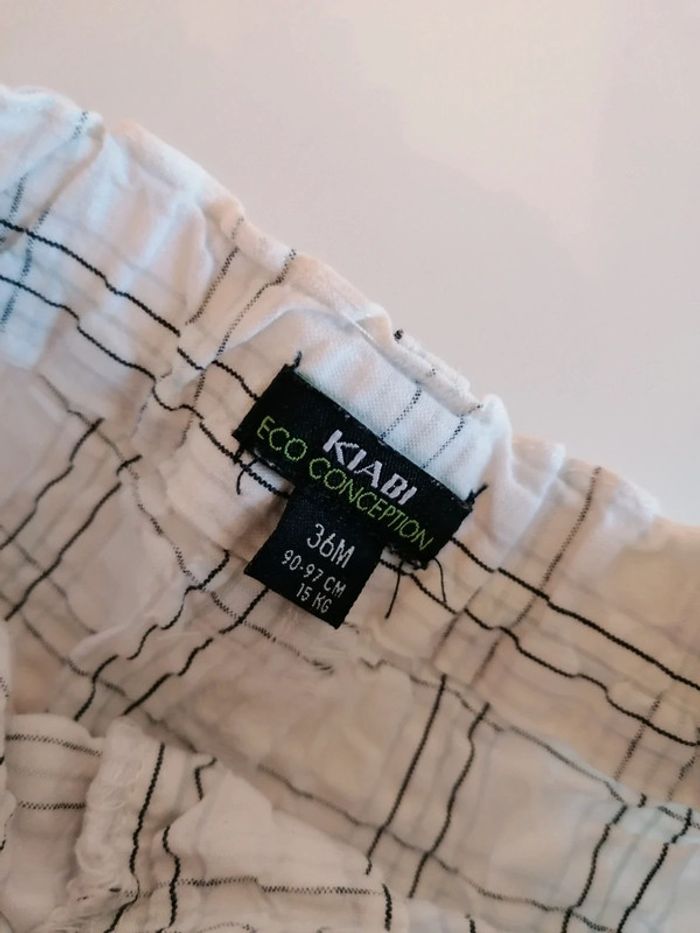 KIABI
ECO CONCEPTION
36M
90-97 CM
15 KG